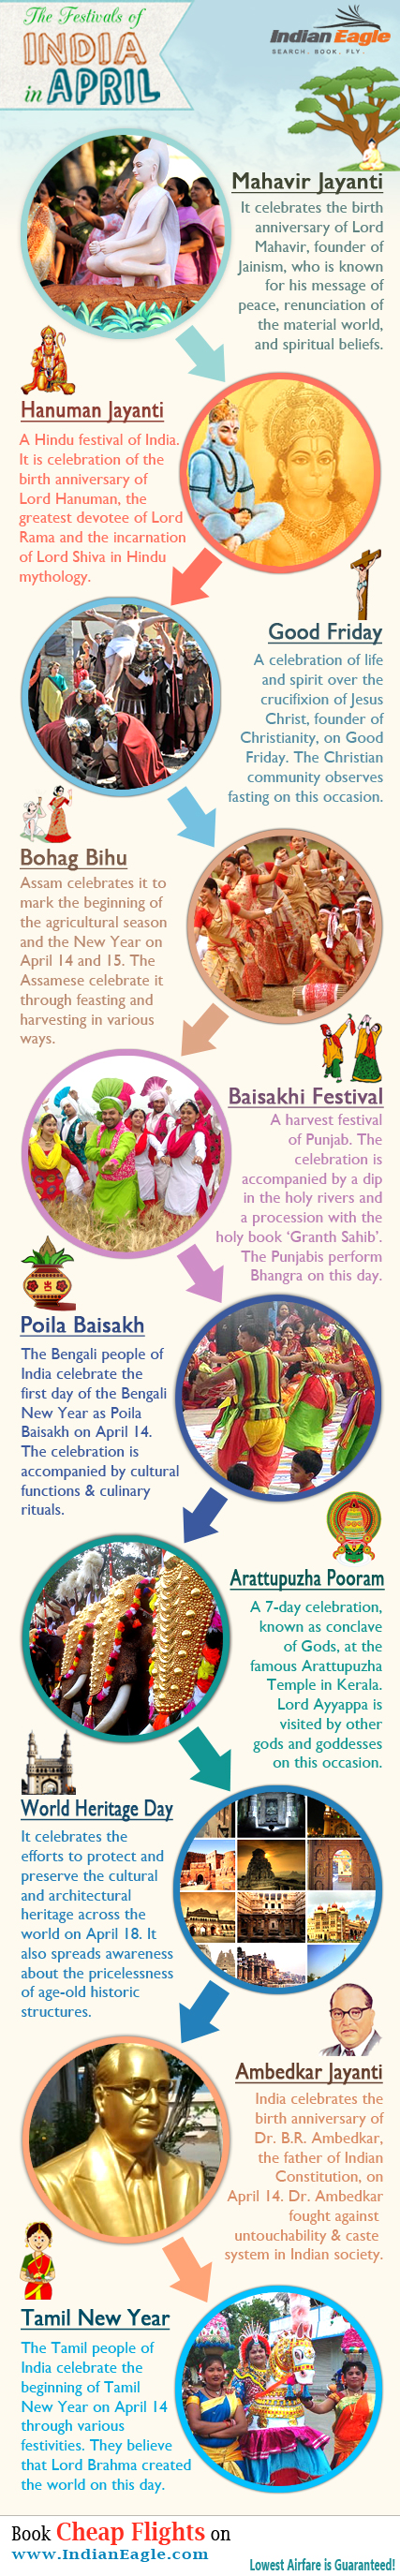 The Festivals of
INDIA
in APRIL
Indian Eagle
SEARCH. BOOK. FLY.
Mahavir Jayanti
It celebrates the birth
anniversary of Lord
Mahavir, founder of
Jainism, who is known
for his message of
peace, renunciation of
the material world,
and spiritual beliefs.
Hanuman Jayanti
A Hindu festival of India.
It is celebration of the
birth anniversary of
Lord Hanuman, the
greatest devotee of Lord
Rama and the incarnation
of Lord Shiva in Hindu
mythology.
Good Friday
A celebration of life
and spirit over the
crucifixion of Jesus
Christ, founder of
Christianity, on Good
Friday. The Christian
community observes
fasting on this occasion.
Bohag Bihu
Assam celebrates it to
mark the beginning of
the agricultural season
and the New Year on
April 14 and 15. The
Assamese celebrate it
through feasting and
harvesting in various
ways.
Baisakhi Festival
A harvest festival
of Punjab. The
celebration is
accompanied by a dip
in the holy rivers and
a procession with the
holy book ‘Granth Sahib’.
The Punjabis perform
Bhangra on this day.
Poila Baisakh
The Bengali people of
India celebrate the
first day of the Bengali
New Year as Poila
Baisakh on April 14.
The celebration is
accompanied by cultural
functions & culinary
rituals.
Arattupuzha Pooram
A 7-day celebration,
known as conclave
of Gods, at the
famous Arattupuzha
Temple in Kerala.
Lord Ayyappa is
visited by other
gods and goddesses
on this occasion.
World Heritage Day
It celebrates the
efforts to protect and
preserve the cultural
and architectural
heritage across the
world on April 18. It
also spreads awareness
about the pricelessness
of age-old historic
structures.
Ambedkar Jayanti
India celebrates the
birth anniversary of
Dr. B.R. Ambedkar,
the father of Indian
Constitution, on
April 14. Dr. Ambedkar
fought against
untouchability & caste
system in Indian society.
Tamil New Year
The Tamil people of
India celebrate the
beginning of Tamil
New Year on April 14
through various
festivities. They believe
that Lord Brahma created
the world on this day.
Book Cheap Flights on
www.IndianEagle.com
Lowest Airfare is Guaranteed!